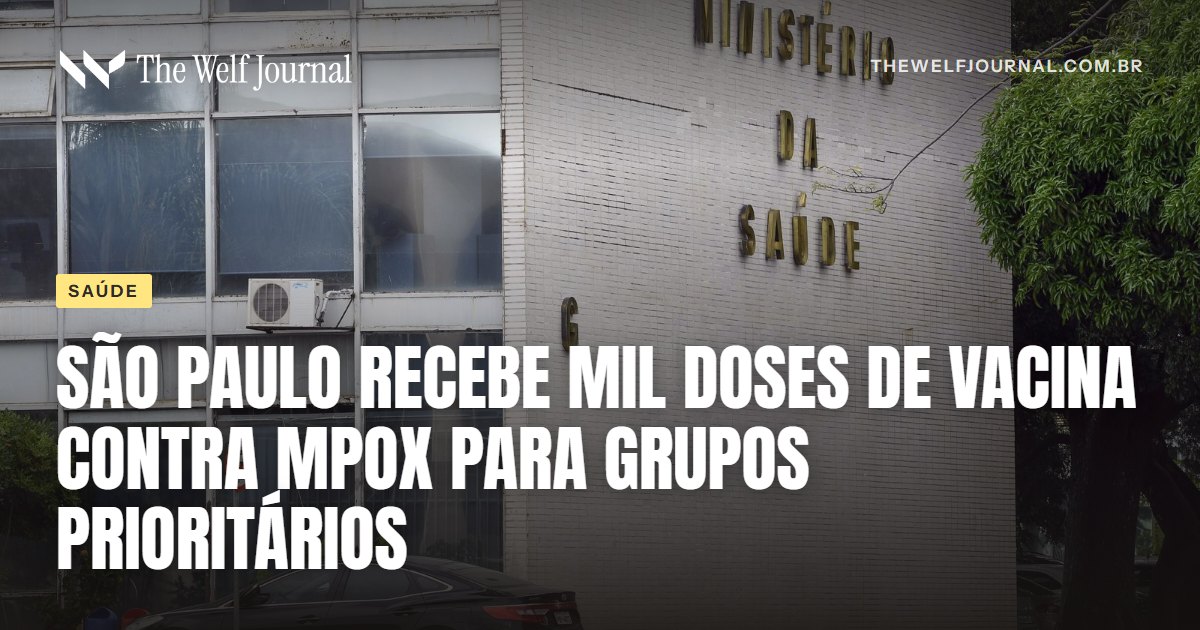 The Welf Journal
THEWELFJOURNAL.COM.BR
MINISTÉRIO
DA
SAÚDE
G
SAÚDE
SÃO PAULO RECEBE MIL DOSES DE VACINA
CONTRA MPOX PARA GRUPOS
PRIORITÁRIOS